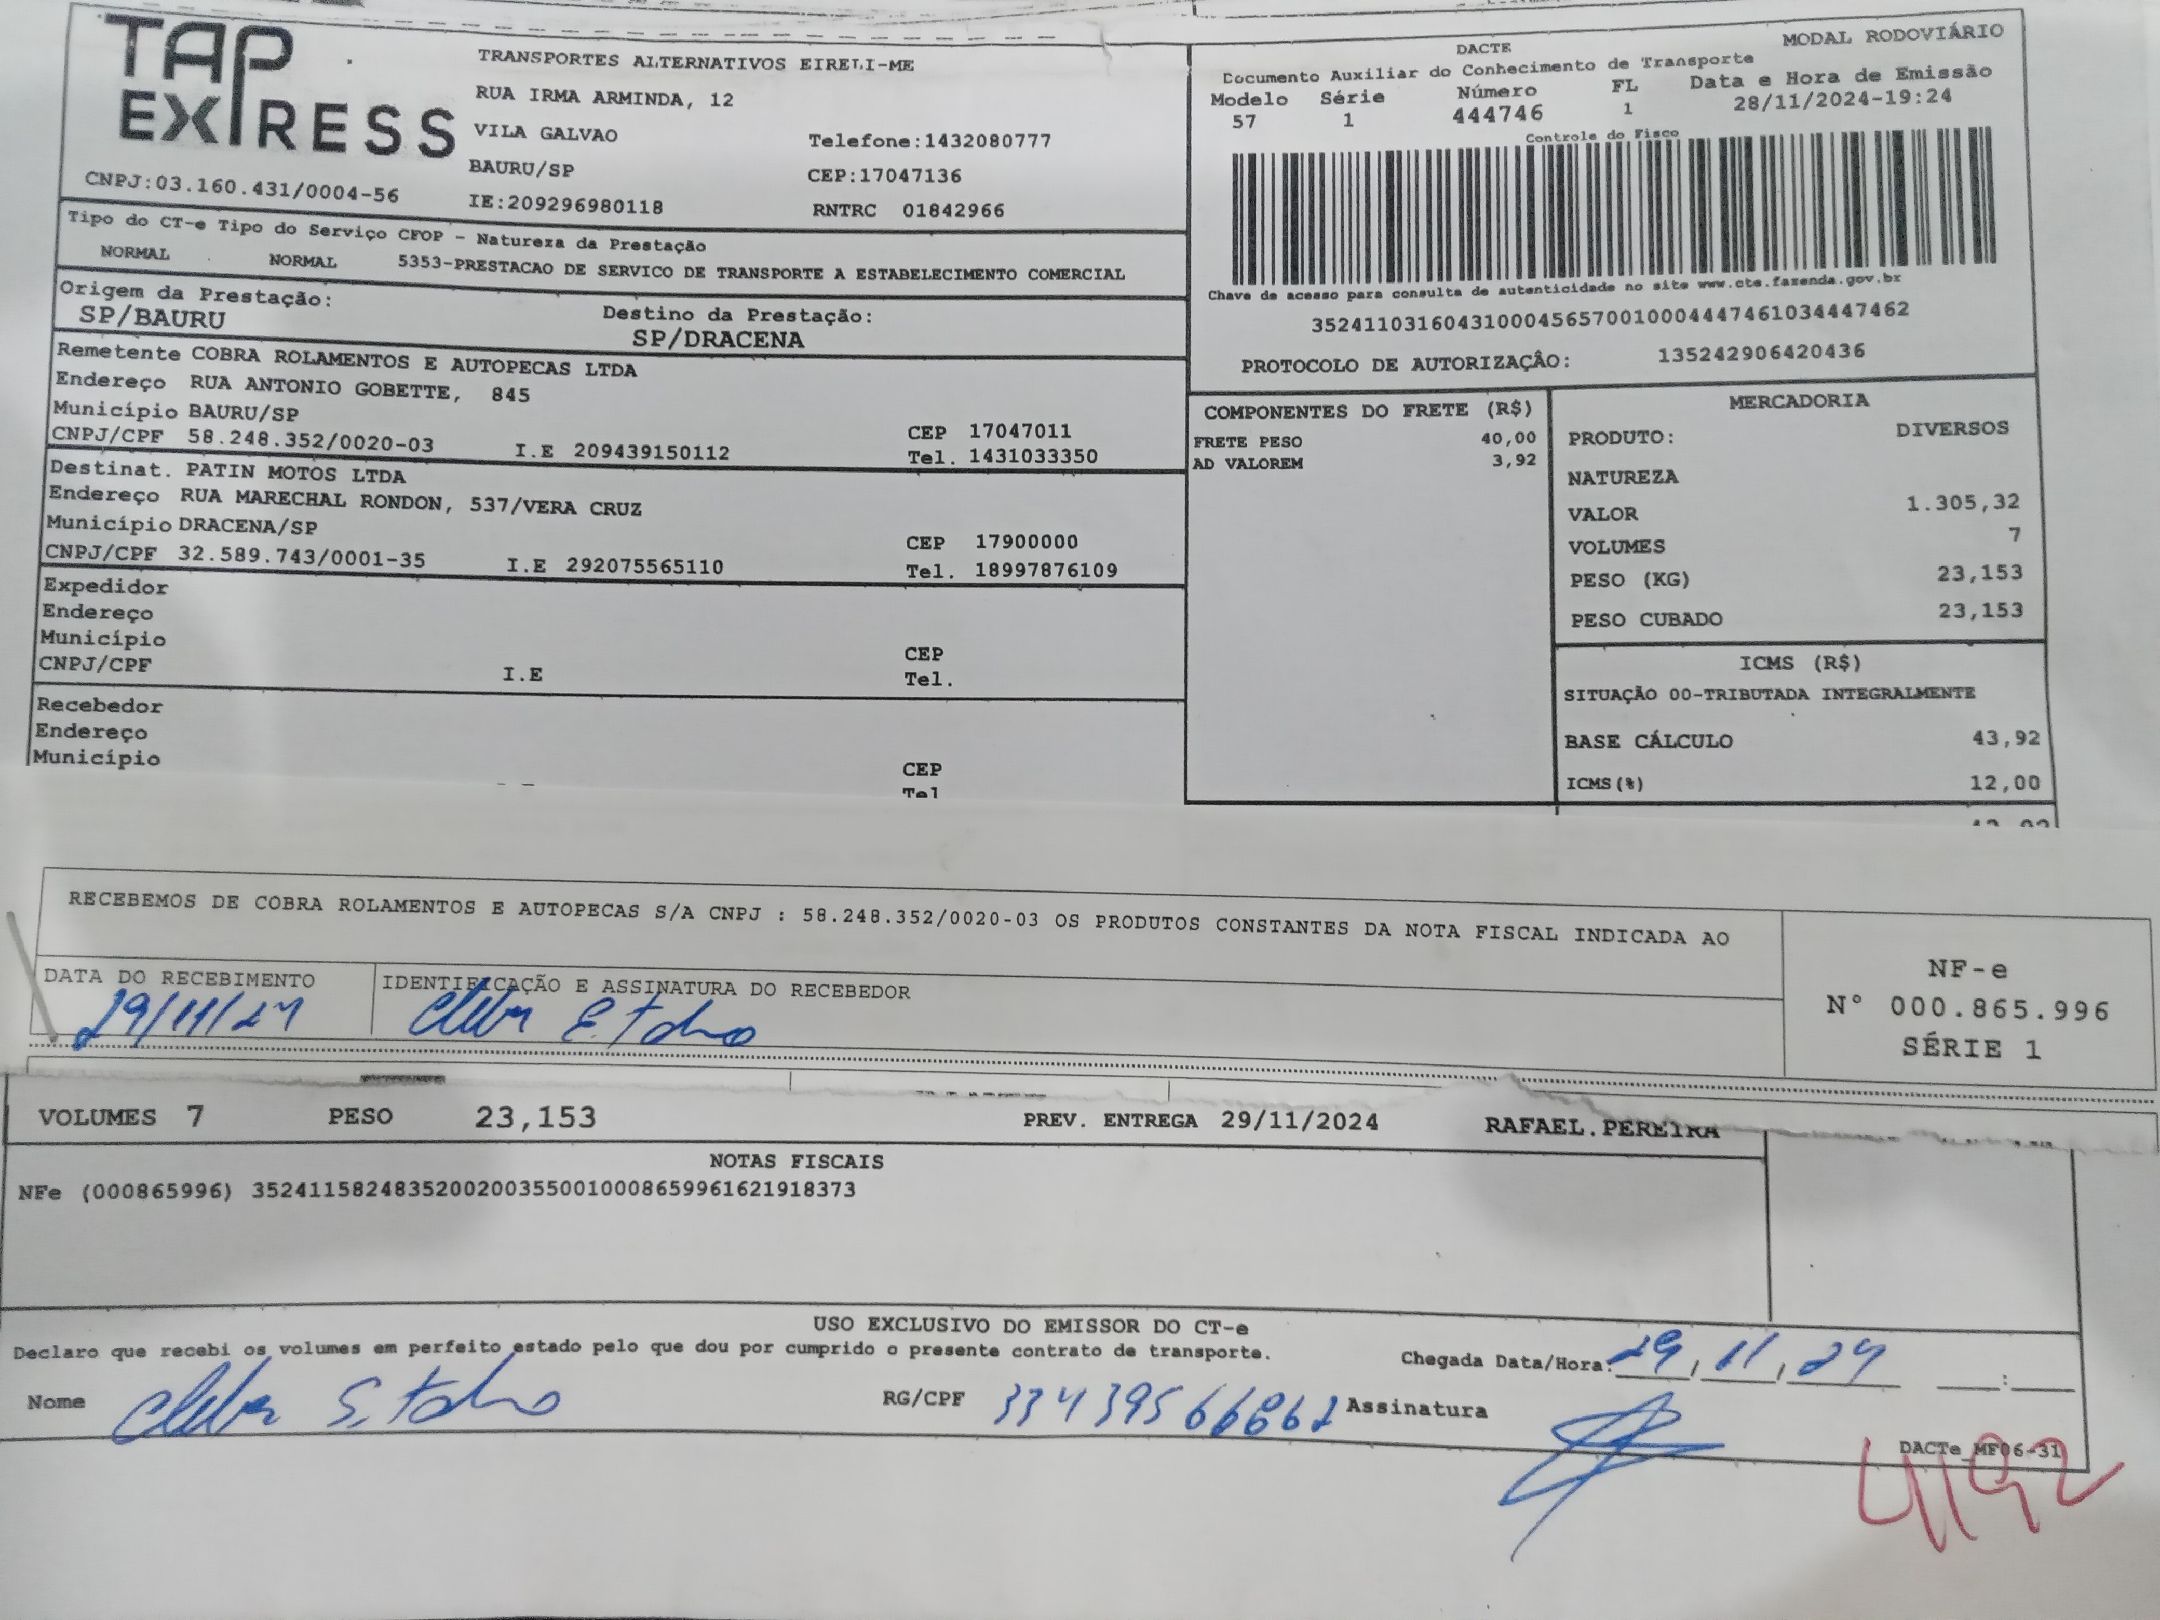 TAP EXPRESS
TRANSPORTES ALTERNATIVOS EIRELI-ME
RUA IRMA ARMINDA, 12
VILA GALVAO Telefone:1432080777
BAURU/SP CEP:17047136
CNPJ:03.160.431/0004-56 IE:209296980118 RNTRC 01842966
DACTE MODAL RODOVIÁRIO
Documento Auxiliar do Conhecimento de Transporte
Modelo Série Número FL Data e Hora de Emissão
57 1 444746 1 28/11/2024-19:24
Controle do Fisco
Chave de acesso para consulta de autenticidade no site www.cte.fazenda.gov.br
35241103160431000456570010004447461034447462
PROTOCOLO DE AUTORIZAÇÂO: 135242906420436
Tipo do CT-e Tipo do Serviço CFOP - Natureza da Prestação
NORMAL NORMAL 5353-PRESTACAO DE SERVICO DE TRANSPORTE A ESTABELECIMENTO COMERCIAL
Origem da Prestação: Destino da Prestação:
SP/BAURU SP/DRACENA
Remetente COBRA ROLAMENTOS E AUTOPECAS LTDA
Endereço RUA ANTONIO GOBETTE, 845
Município BAURU/SP CEP 17047011
CNPJ/CPF 58.248.352/0020-03 I.E 209439150112 Tel. 1431033350
Destinat. PATIN MOTOS LTDA
Endereço RUA MARECHAL RONDON, 537/VERA CRUZ
Município DRACENA/SP CEP 17900000
CNPJ/CPF 32.589.743/0001-35 I.E 292075565110 Tel. 18997876109
Expedidor
Endereço
Município CEP
CNPJ/CPF I.E Tel.
Recebedor
Endereço
Município CEP
Tel
COMPONENTES DO FRETE (R$)
FRETE PESO 40,00
AD VALOREM 3,92
MERCADORIA
PRODUTO: DIVERSOS
NATUREZA
VALOR 1.305,32
VOLUMES 7
PESO (KG) 23,153
PESO CUBADO 23,153
ICMS (R$)
SITUAÇÃO 00-TRIBUTADA INTEGRALMENTE
BASE CÁLCULO 43,92
ICMS(%) 12,00
RECEBEMOS DE COBRA ROLAMENTOS E AUTOPECAS S/A CNPJ : 58.248.352/0020-03 OS PRODUTOS CONSTANTES DA NOTA FISCAL INDICADA AO
DATA DO RECEBIMENTO IDENTIFICAÇÃO E ASSINATURA DO RECEBEDOR
29/11/24
NF-e
N° 000.865.996
SÉRIE 1
VOLUMES 7 PESO 23,153 PREV. ENTREGA 29/11/2024 RAFAEL.PEREIRA
NOTAS FISCAIS
NFe (000865996) 35241158248352002003550010008659961621918373
USO EXCLUSIVO DO EMISSOR DO CT-e
Declaro que recebi os volumes em perfeito estado pelo que dou por cumprido o presente contrato de transporte. Chegada Data/Hora: 29, 11, 24 :
Nome RG/CPF Assinatura
DACTe_MF06-31
4192